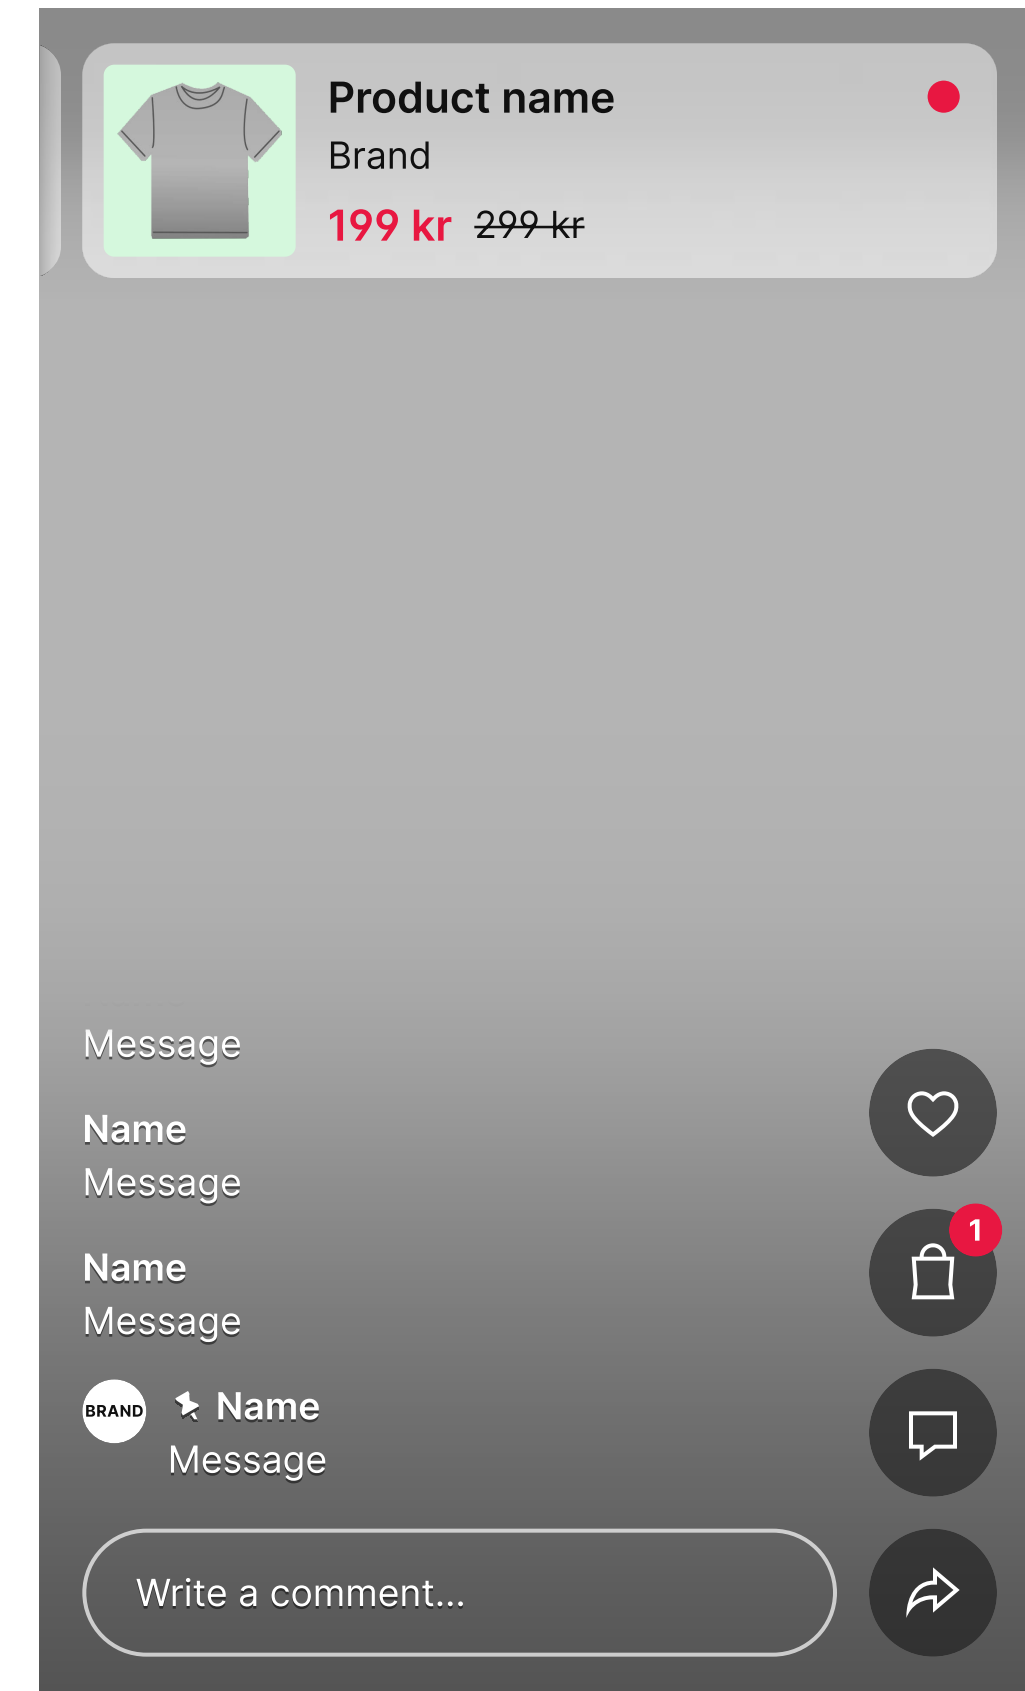 Product name
Brand
199 kr 299 kr
Message
Name
Message
Name
Message
BRAND Name
Message
Write a comment...
1